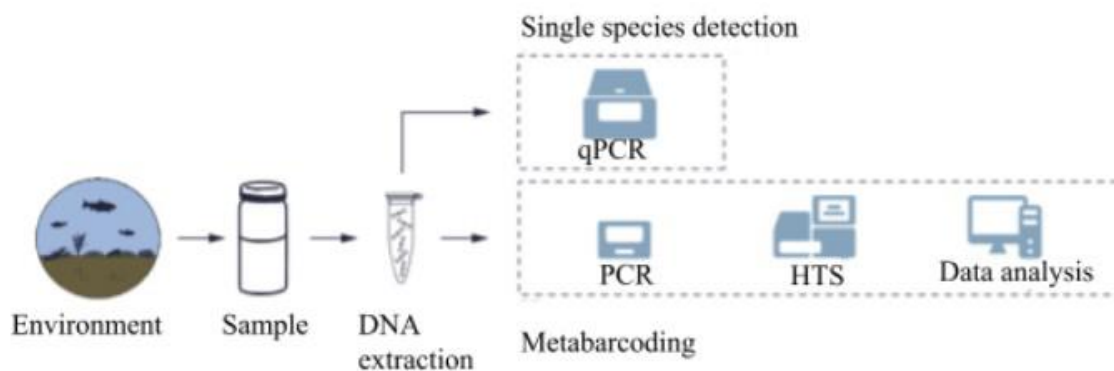 Single species detection
qPCR
PCR
HTS
Data analysis
Environment
Sample
DNA
extraction
Metabarcoding